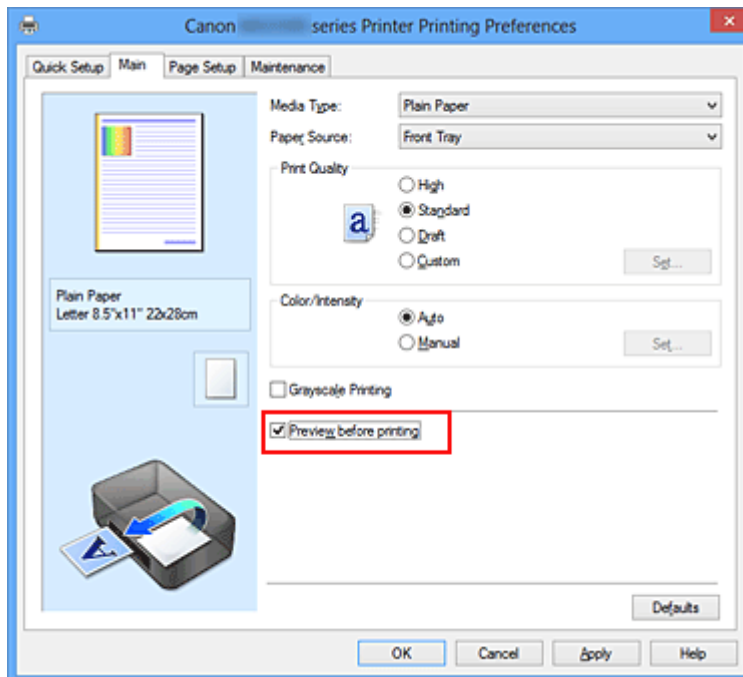 Canon series Printer Printing Preferences
Quick Setup Main Page Setup Maintenance
Media Type: Plain Paper
Paper Source: Front Tray
Print Quality
High
a Standard
Draft
Custom Set...
Plain Paper
Letter 8.5"x11" 22x28cm
Color/Intensity
Auto
Manual Set...
Grayscale Printing
Preview before printing
A
Defaults
OK Cancel Apply Help